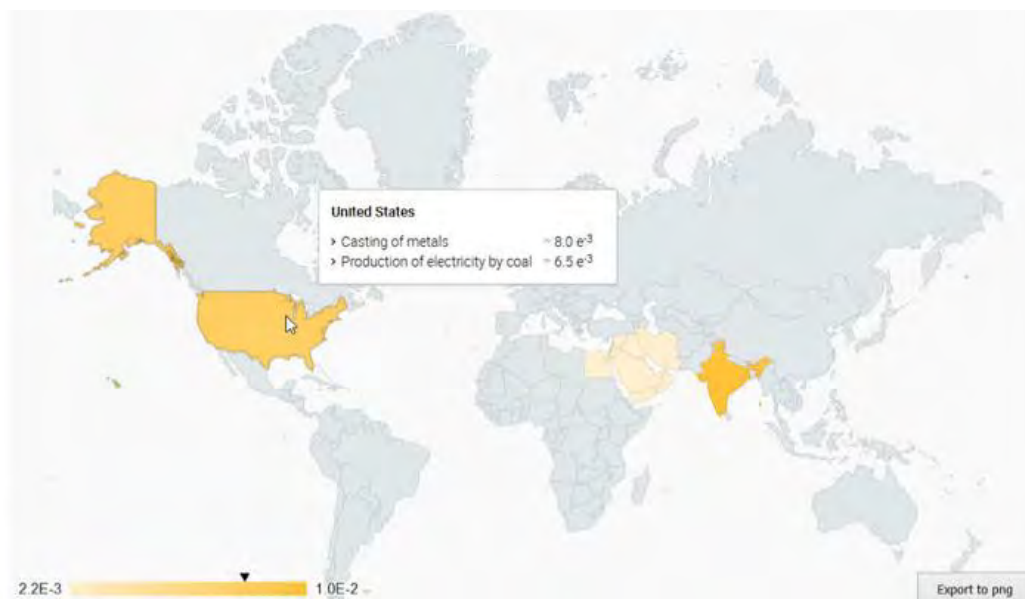 United States
› Casting of metals ~ 8.0 e-3
› Production of electricity by coal ~ 6.5 e-3
2.2E-3 1.0E-2
Export to png